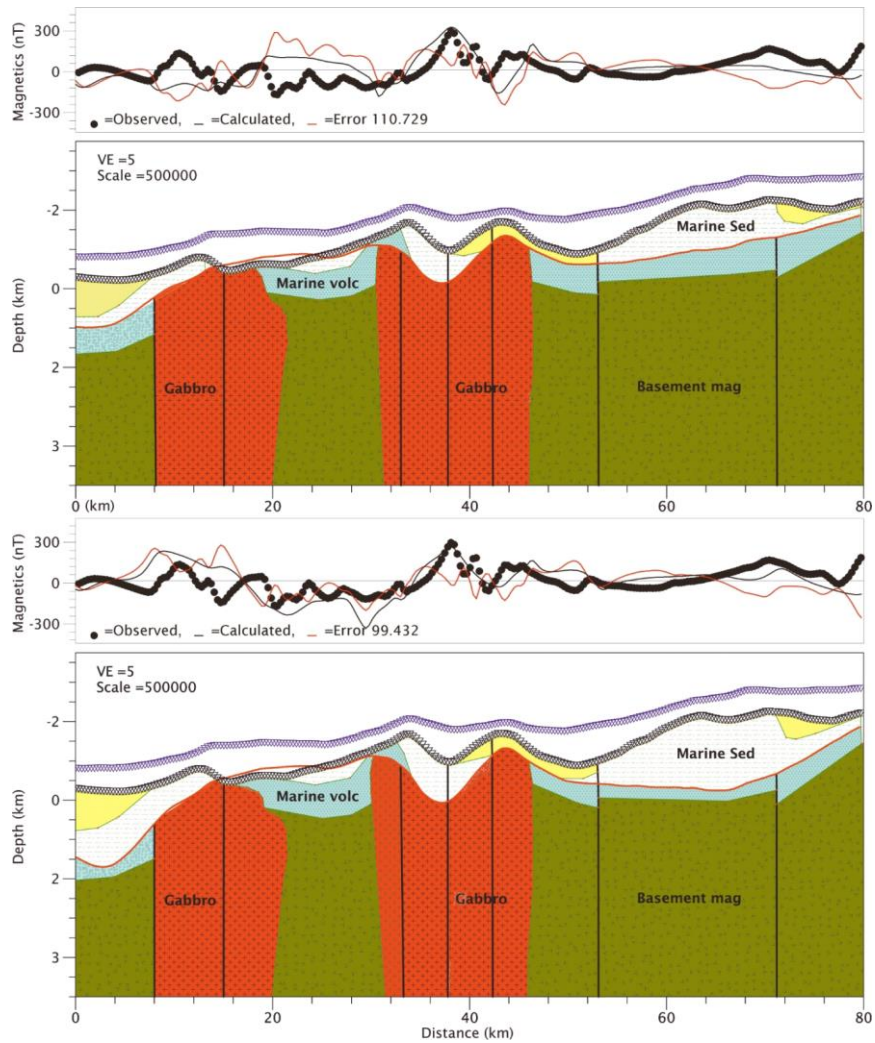 Magnetics (nT)
300
0
-300
=Observed, =Calculated, =Error 110.729
VE =5
Scale =500000
Depth (km)
-2
0
2
3
Marine Sed
Marine volc
Gabbro
Gabbro
Basement mag
0 (km)
20
40
60
80
Magnetics (nT)
300
0
-300
=Observed, =Calculated, =Error 99.432
VE =5
Scale =500000
Depth (km)
-2
0
2
3
Marine Sed
Marine volc
Gabbro
Gabbro
Basement mag
0
20
40
60
80
Distance (km)